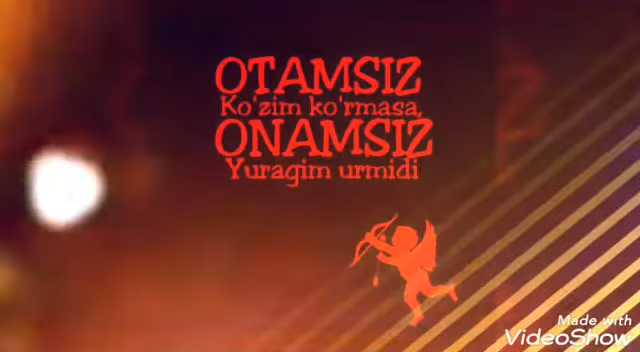 OTAMSIZ
Ko'zim ko'rmasa,
ONAMSIZ
Yuragim urmidi
Made with
VideoShow